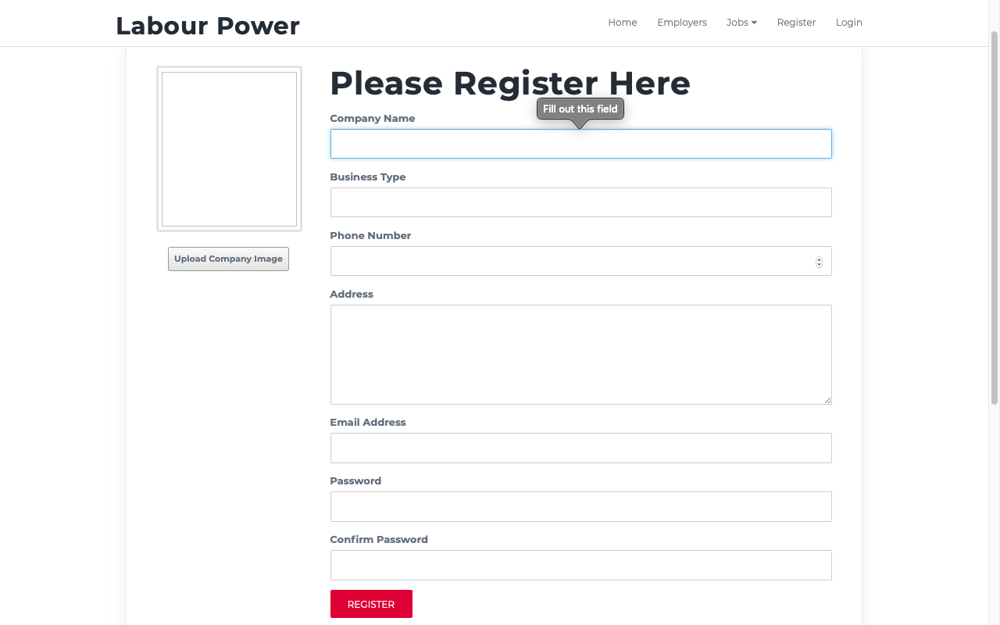 Labour Power
Home Employers Jobs Register Login
Please Register Here
Fill out this field
Company Name
Business Type
Phone Number
Upload Company Image
Address
Email Address
Password
Confirm Password
REGISTER